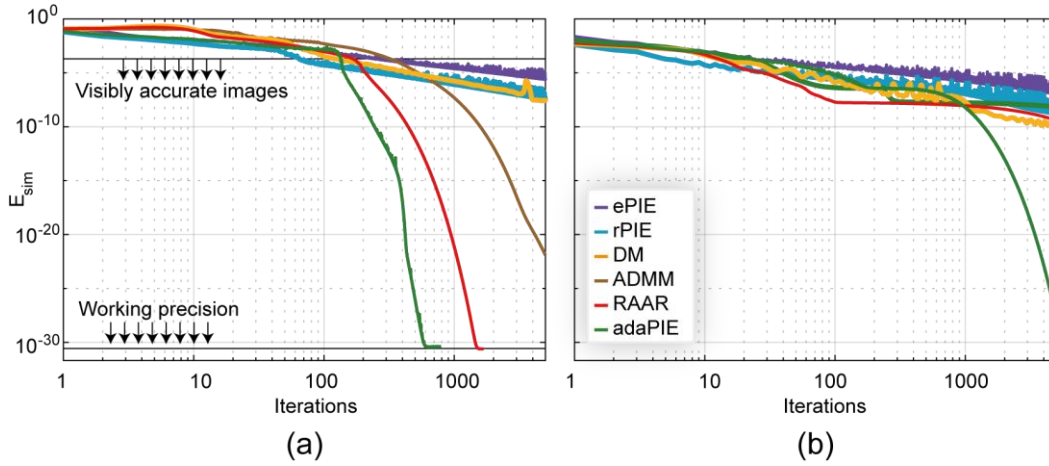 10^0
10^-10
10^-20
10^-30
E_sim
Visibly accurate images
Working precision
1
10
100
1000
Iterations
(a)
ePIE
rPIE
DM
ADMM
RAAR
adaPIE
1
10
100
1000
Iterations
(b)